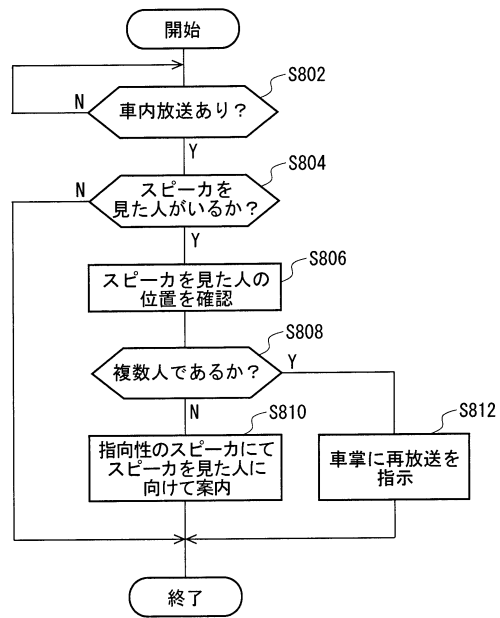 開始
S802
N
車内放送あり？
Y
S804
N
スピーカを
見た人がいるか？
Y
S806
スピーカを見た人の
位置を確認
S808
複数人であるか？
Y
N
S810
指向性のスピーカにて
スピーカを見た人に
向けて案内
S812
車掌に再放送を
指示
終了